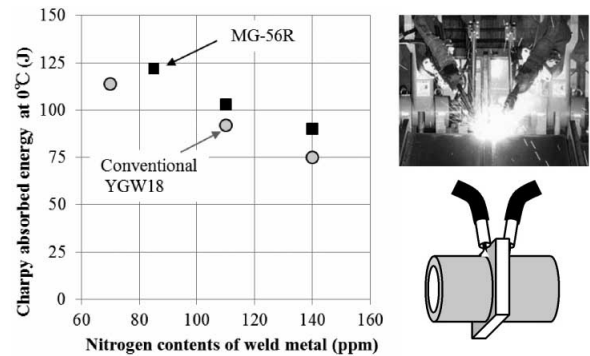 Charpy absorbed energy at 0℃ (J)
150
125
100
75
50
25
0
MG-56R
Conventional
YGW18
60 80 100 120 140 160
Nitrogen contents of weld metal (ppm)